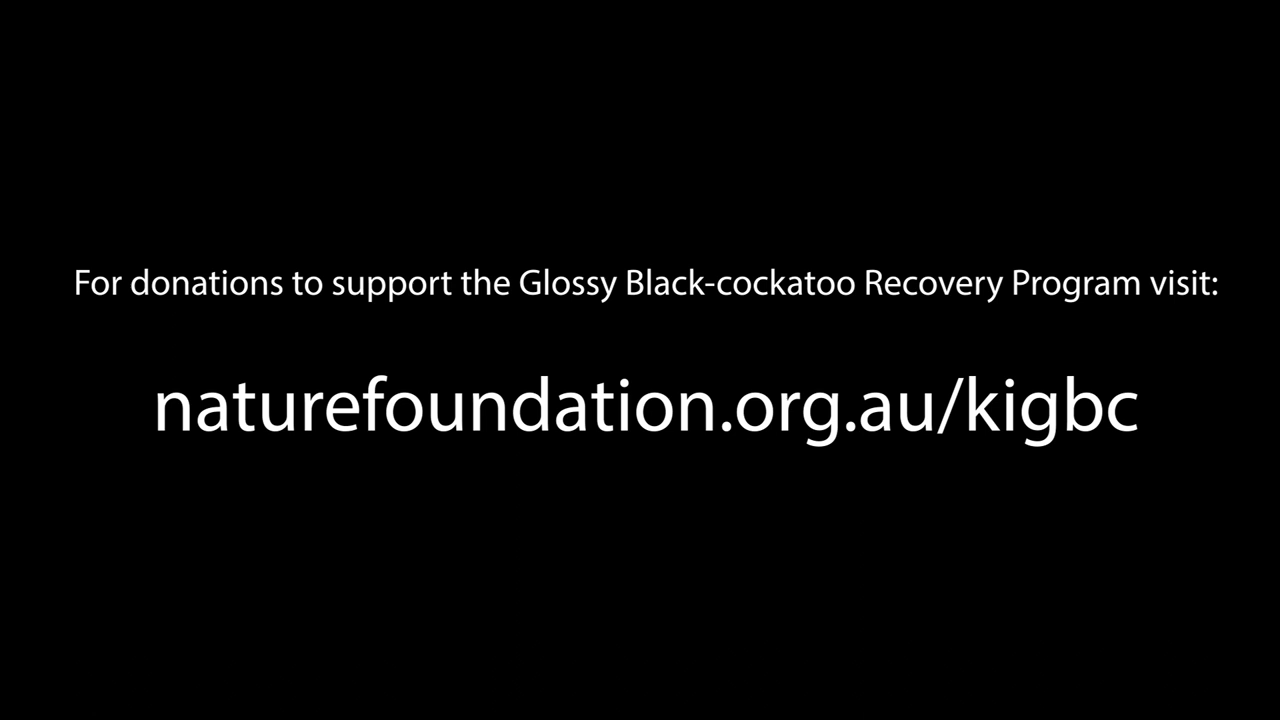 For donations to support the Glossy Black-cockatoo Recovery Program visit:
naturefoundation.org.au/kigbc